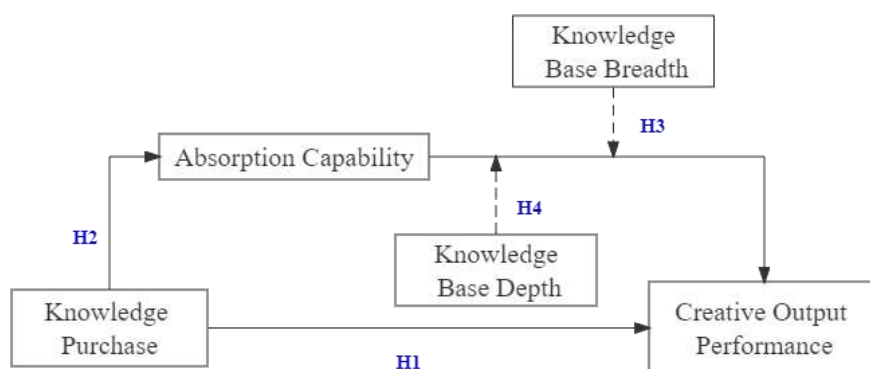 Knowledge
Base Breadth
H3
Absorption Capability
H4
H2
Knowledge
Base Depth
Knowledge
Purchase
Creative Output
Performance
H1